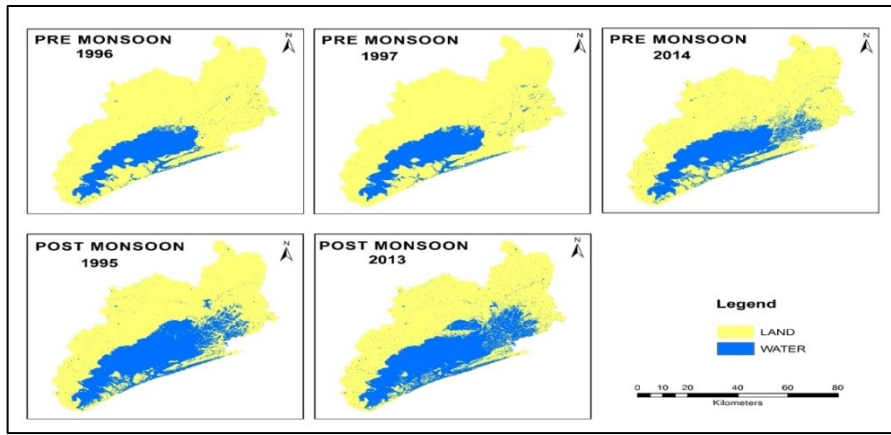 PRE MONSOON
1996
N
PRE MONSOON
1997
N
PRE MONSOON
2014
N
POST MONSOON
1995
N
POST MONSOON
2013
N
Legend
LAND
WATER
0 5 10 20 40 60 80
Kilometers